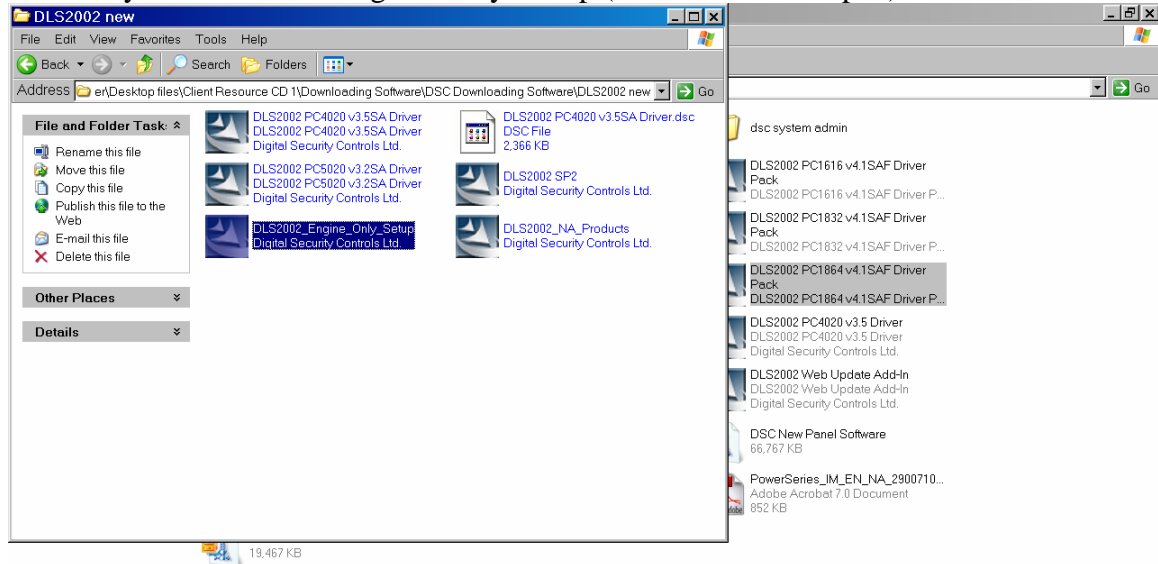 DLS2002 new
File Edit View Favorites Tools Help
Back Search Folders
Address er\Desktop files\Client Resource CD 1\Downloading Software\DSC Downloading Software\DLS2002 new Go
File and Folder Task
Rename this file
Move this file
Copy this file
Publish this file to the
Web
E-mail this file
Delete this file
Other Places
Details
DLS2002 PC4020 v3.5SA Driver
DLS2002 PC4020 v3.5SA Driver
Digital Security Controls Ltd.
DLS2002 PC4020 v3.5SA Driver.dsc
DSC File
2,366 KB
DLS2002 PC5020 v3.2SA Driver
DLS2002 PC5020 v3.2SA Driver
Digital Security Controls Ltd.
DLS2002 SP2
Digital Security Controls Ltd.
DLS2002_Engine_Only_Setup
Digital Security Controls Ltd.
DLS2002_NA_Products
Digital Security Controls Ltd.
Go
dsc system admin
DLS2002 PC1616 v4.1SAF Driver
Pack
DLS2002 PC1616 v4.1SAF Driver P...
DLS2002 PC1832 v4.1SAF Driver
Pack
DLS2002 PC1832 v4.1SAF Driver P...
DLS2002 PC1864 v4.1SAF Driver
Pack
DLS2002 PC1864 v4.1SAF Driver P...
DLS2002 PC4020 v3.5 Driver
DLS2002 PC4020 v3.5 Driver
Digital Security Controls Ltd.
DLS2002 Web Update Add-In
DLS2002 Web Update Add-In
Digital Security Controls Ltd.
DSC New Panel Software
66,767 KB
PowerSeries_IM_EN_NA_2900710...
Adobe Acrobat 7.0 Document
852 KB
19,467 KB